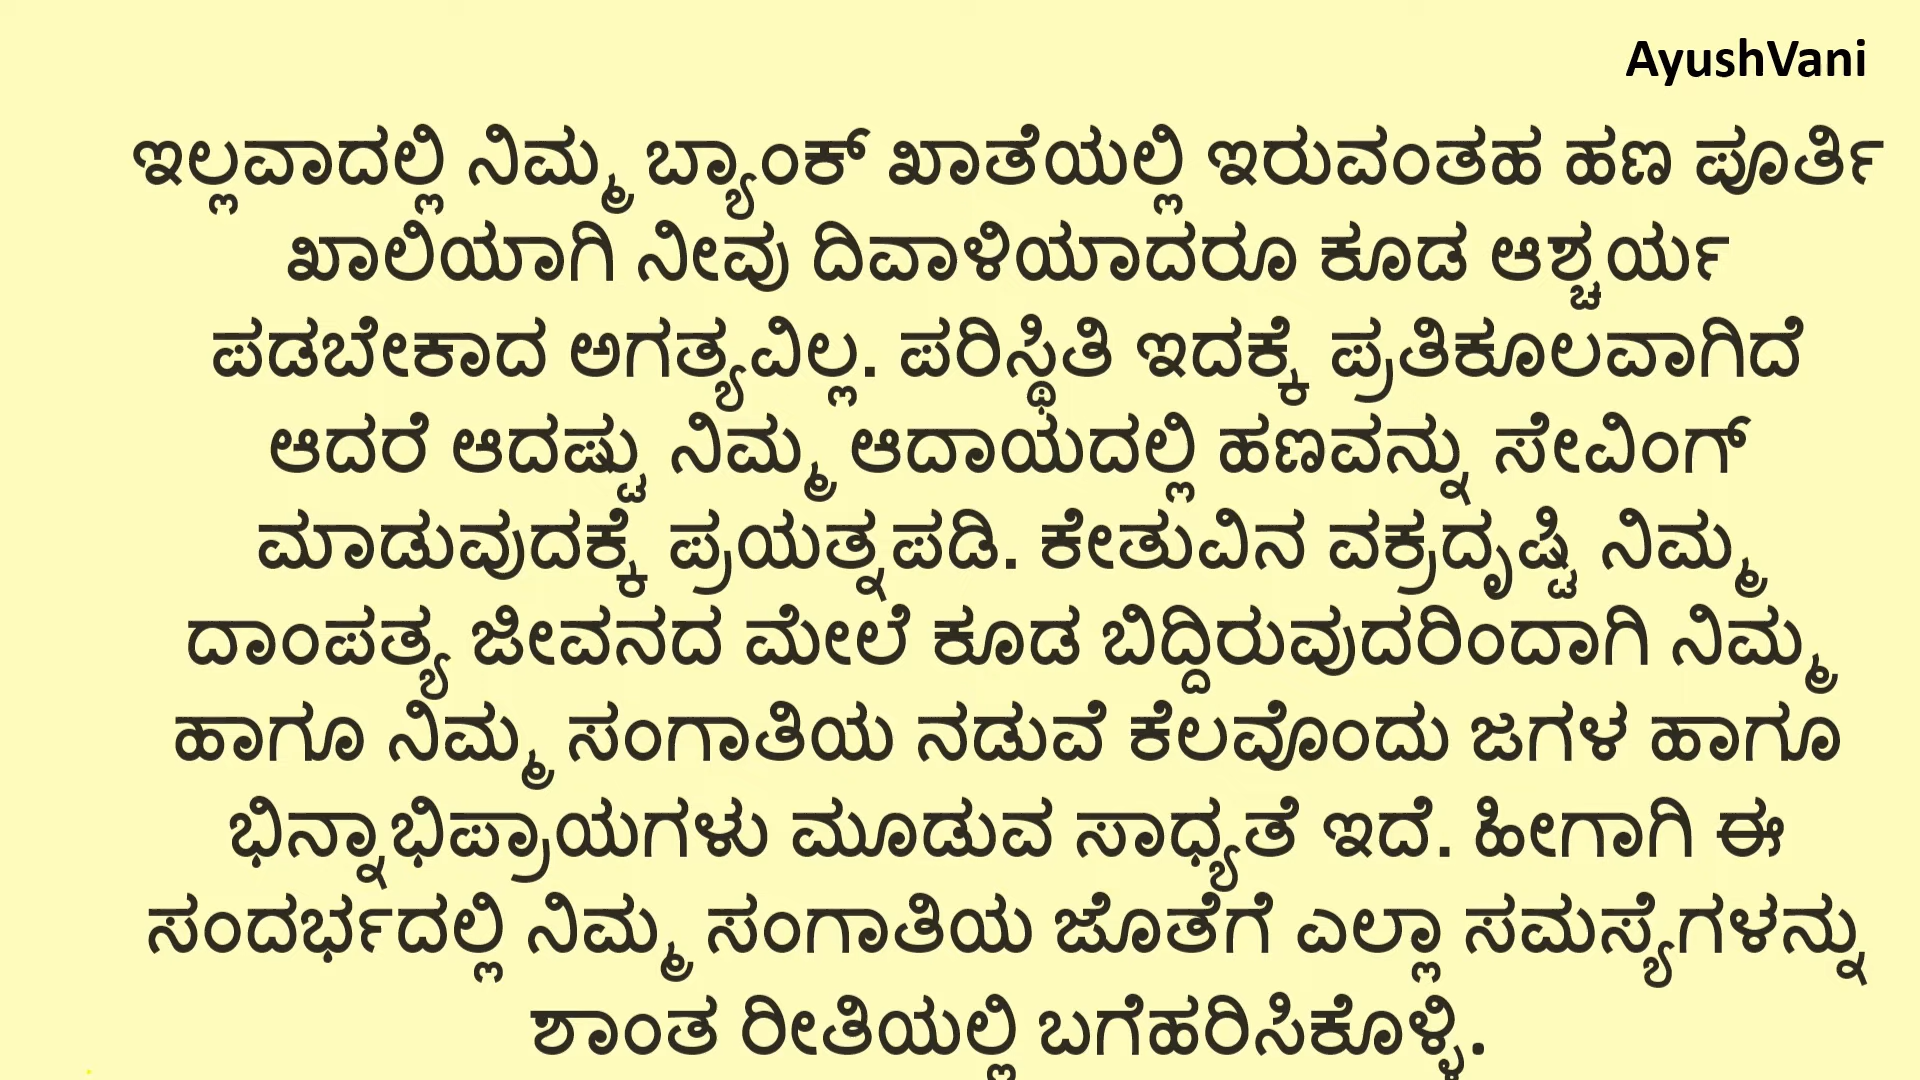 AyushVani
ಇಲ್ಲವಾದಲ್ಲಿ ನಿಮ್ಮ ಬ್ಯಾಂಕ್ ಖಾತೆಯಲ್ಲಿ ಇರುವಂತಹ ಹಣ ಪೂರ್ತಿ
ಖಾಲಿಯಾಗಿ ನೀವು ದಿವಾಳಿಯಾದರೂ ಕೂಡ ಆಶ್ಚರ್ಯ
ಪಡಬೇಕಾದ ಅಗತ್ಯವಿಲ್ಲ. ಪರಿಸ್ಥಿತಿ ಇದಕ್ಕೆ ಪ್ರತಿಕೂಲವಾಗಿದೆ
ಆದರೆ ಆದಷ್ಟು ನಿಮ್ಮ ಆದಾಯದಲ್ಲಿ ಹಣವನ್ನು ಸೇವಿಂಗ್
ಮಾಡುವುದಕ್ಕೆ ಪ್ರಯತ್ನಪಡಿ. ಕೇತುವಿನ ವಕ್ರದೃಷ್ಟಿ ನಿಮ್ಮ
ದಾಂಪತ್ಯ ಜೀವನದ ಮೇಲೆ ಕೂಡ ಬಿದ್ದಿರುವುದರಿಂದಾಗಿ ನಿಮ್ಮ
ಹಾಗೂ ನಿಮ್ಮ ಸಂಗಾತಿಯ ನಡುವೆ ಕೆಲವೊಂದು ಜಗಳ ಹಾಗೂ
ಭಿನ್ನಾಭಿಪ್ರಾಯಗಳು ಮೂಡುವ ಸಾಧ್ಯತೆ ಇದೆ. ಹೀಗಾಗಿ ಈ
ಸಂದರ್ಭದಲ್ಲಿ ನಿಮ್ಮ ಸಂಗಾತಿಯ ಜೊತೆಗೆ ಎಲ್ಲಾ ಸಮಸ್ಯೆಗಳನ್ನು
ಶಾಂತ ರೀತಿಯಲ್ಲಿ ಬಗೆಹರಿಸಿಕೊಳ್ಳಿ.